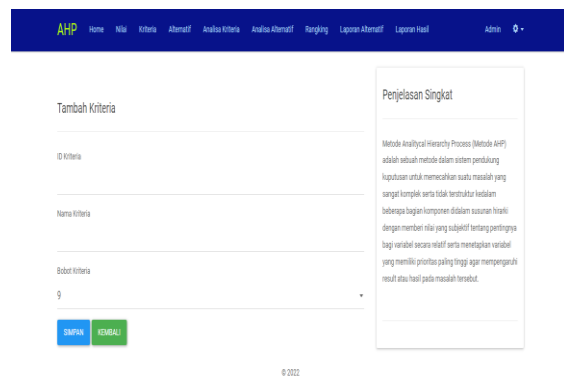 AHP Home Nilai Kriteria Alternatif Analisa Kriteria Analisa Alternatif Rangking Laporan Alternatif Laporan Hasil Admin
Tambah Kriteria
ID Kriteria
Nama Kriteria
Bobot Kriteria
9
SIMPAN KEMBALI
Penjelasan Singkat
Metode Analitycal Hierarchy Process (Metode AHP)
adalah sebuah metode dalam sistem pendukung
kuputusan untuk memecahkan suatu masalah yang
sangat komplek serta tidak terstruktur kedalam
beberapa bagian komponen didalam susunan hirarki
dengan memberi nilai yang subjektif tentang pentingnya
bagi variabel secara relatif serta menetapkan variabel
yang memiliki prioritas paling tinggi agar mempengaruhi
result atau hasil pada masalah tersebut.
© 2022